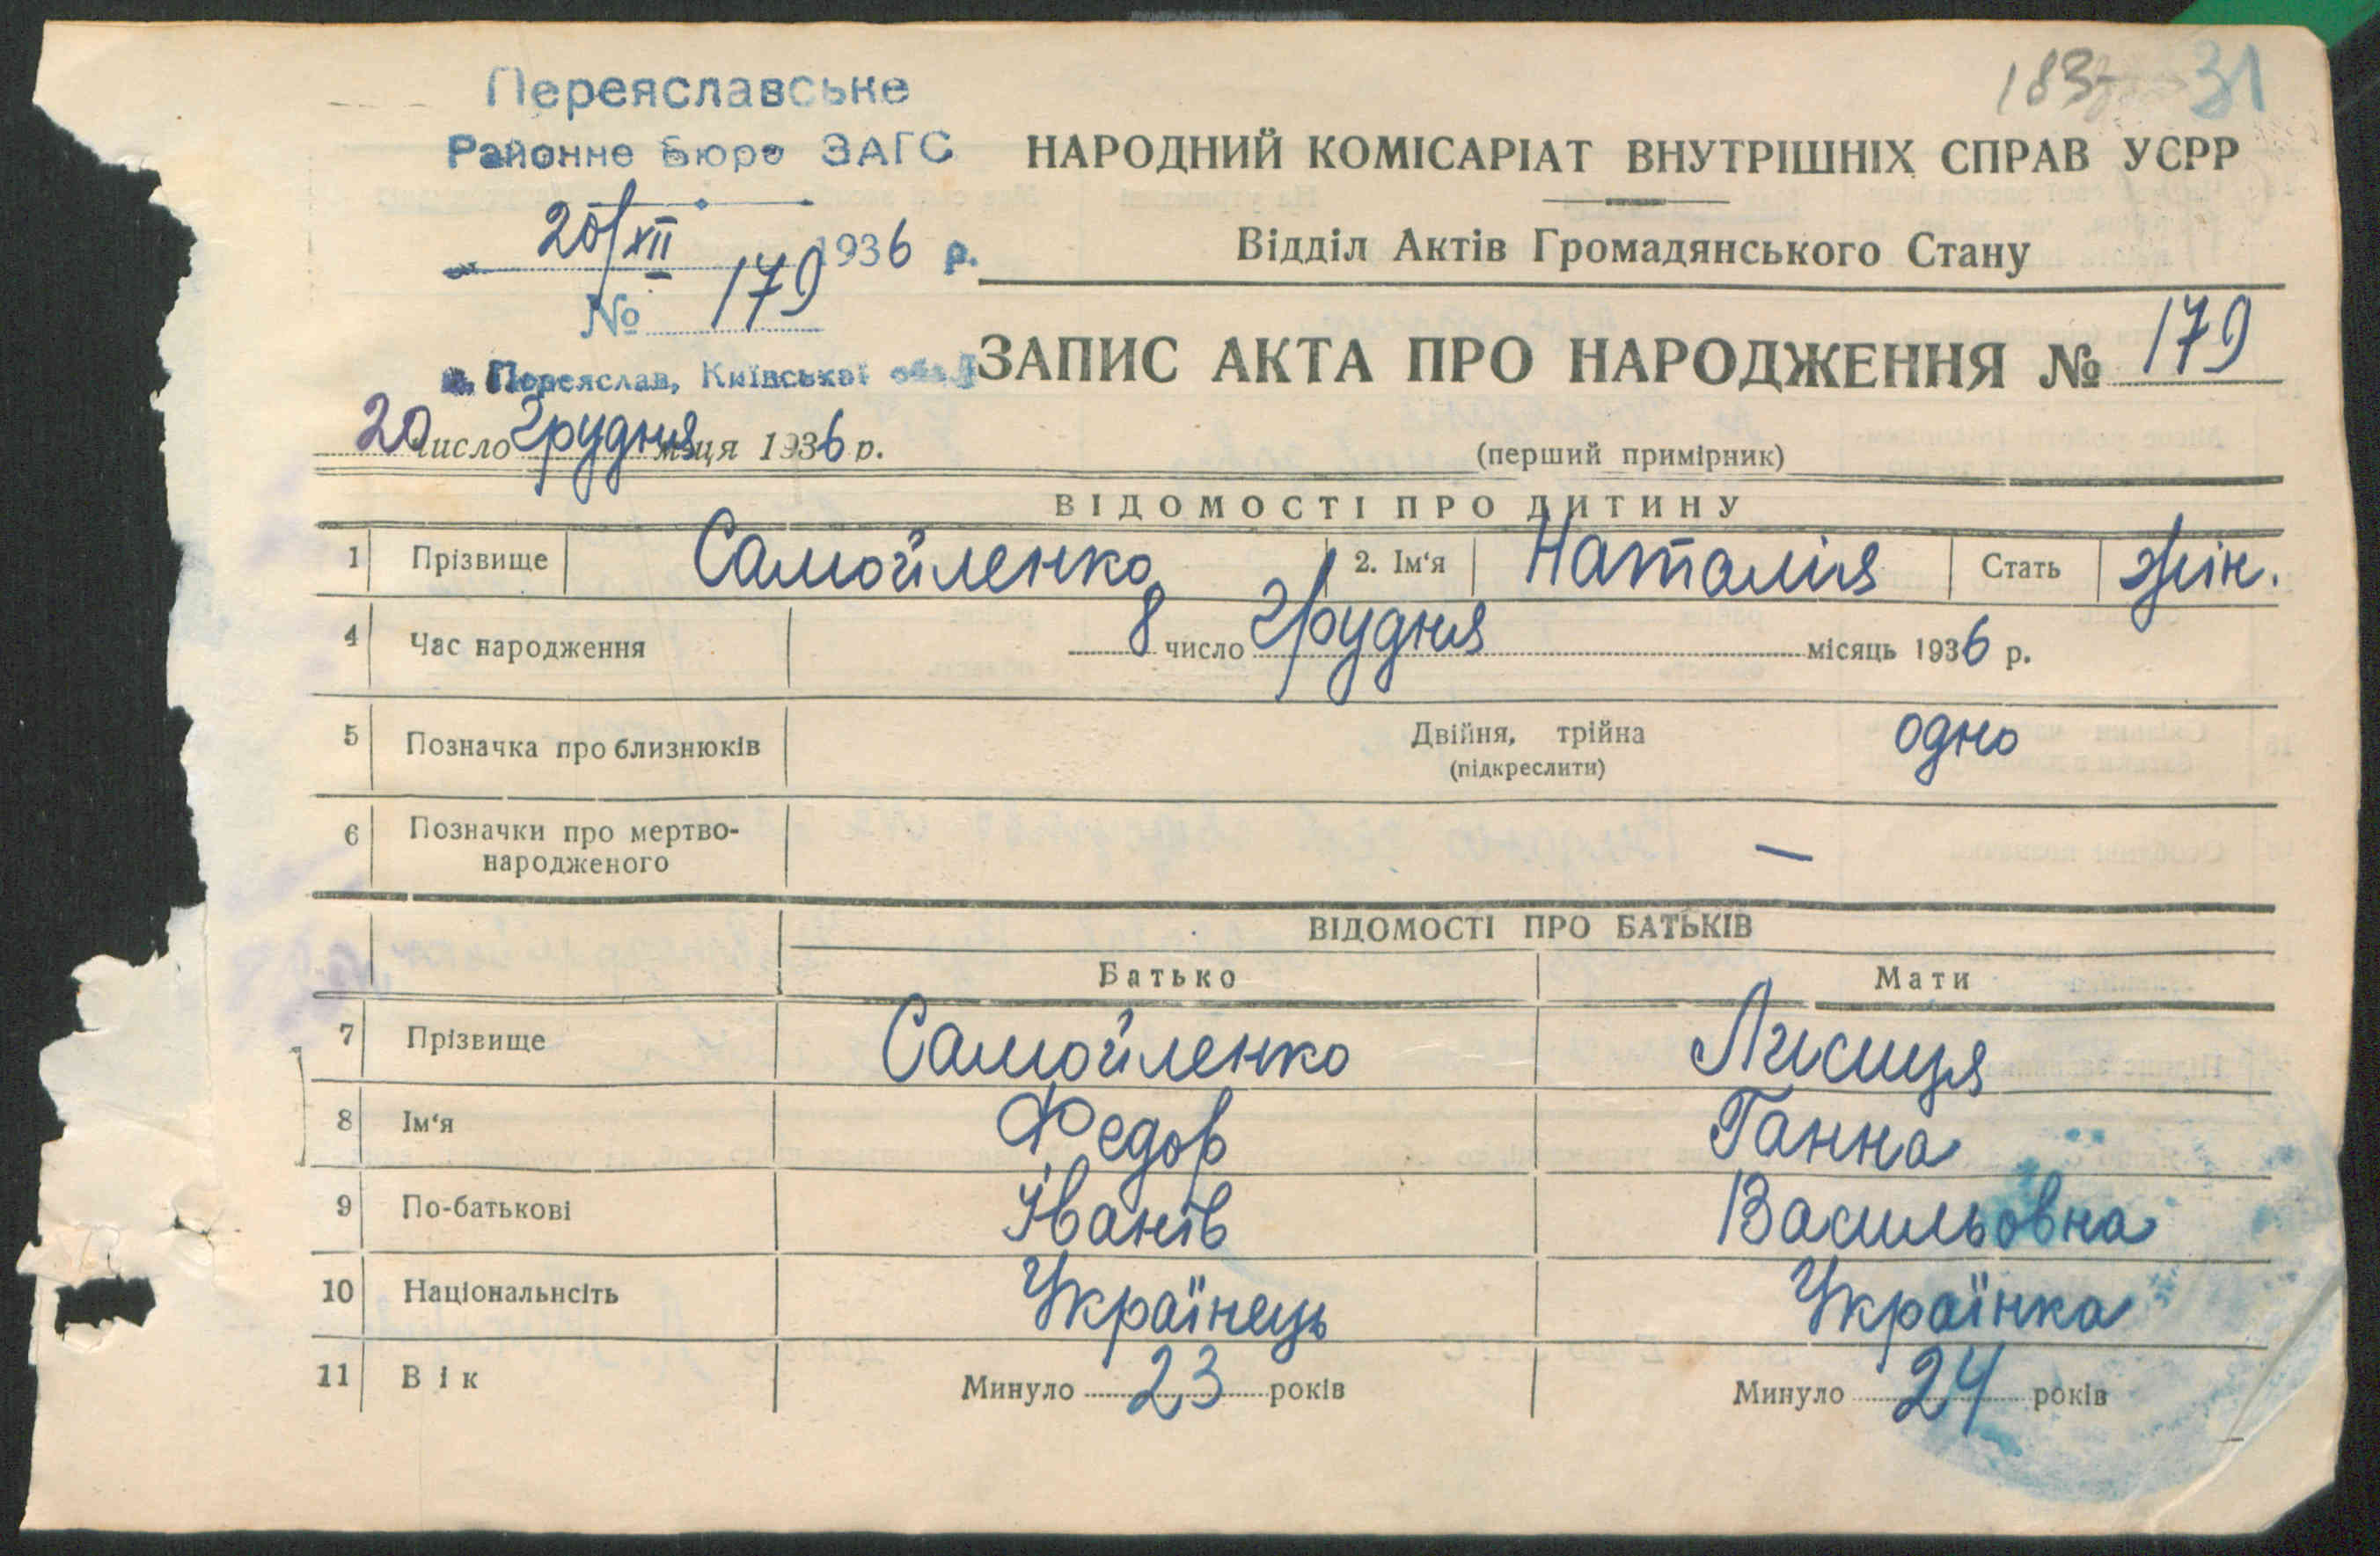 183 31
Переяславське
Районне Бюро ЗАГС
20/XII 1936 р.
№ 179
м. Переяслав, Київської обл.
НАРОДНИЙ КОМІСАРІАТ ВНУТРІШНІХ СПРАВ УСРР
Відділ Актів Громадянського Стану
ЗАПИС АКТА ПРО НАРОДЖЕННЯ № 179
20 число Грудня м-ця 1936 р.
(перший примірник)
ВІДОМОСТІ ПРО ДИТИНУ
1 Прізвище Самойленко 2. Ім‘я Наталія Стать жін.
4 Час народження 8 число Грудня місяць 1936 р.
5 Позначка про близнюків Двійня, трійна одно
(підкреслити)
6 Позначки про мертво-
народженого —
ВІДОМОСТІ ПРО БАТЬКІВ
Батько Мати
7 Прізвище Самойленко Лисиця
8 Ім‘я Федор Ганна
9 По-батькові Іванів Васильовна
10 Національнсіть Українець Українка
11 Вік Минуло 23 років Минуло 24 років